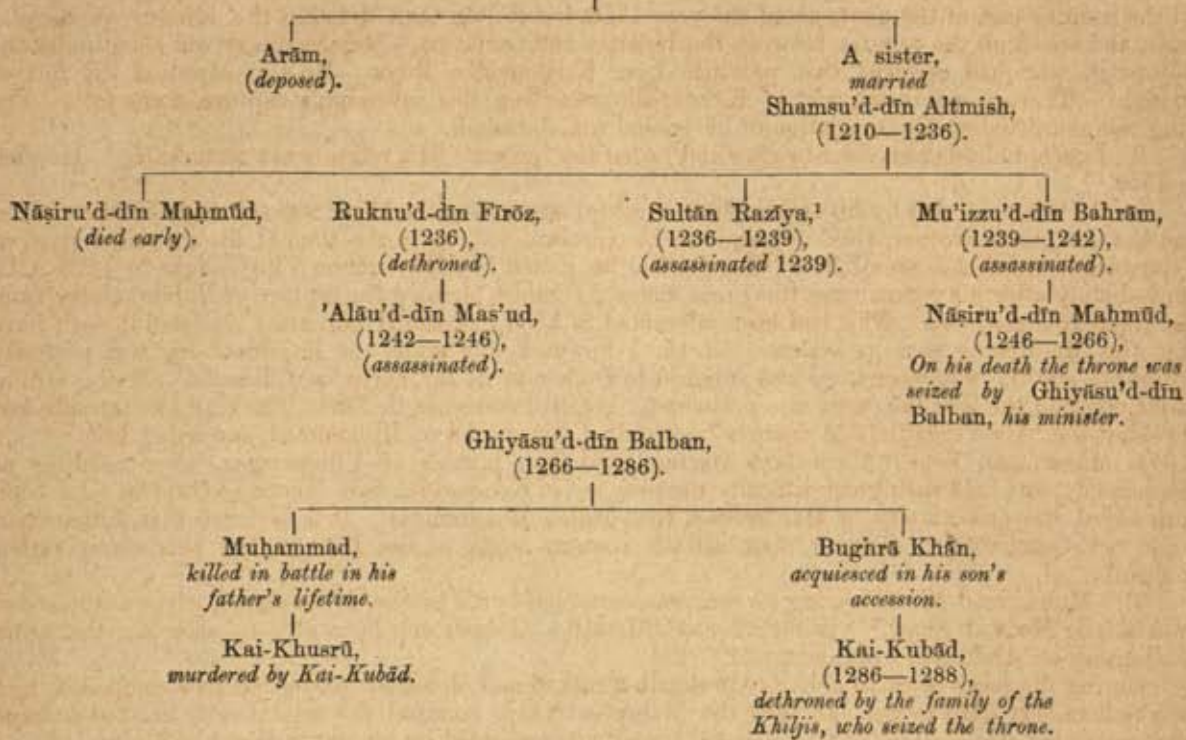 Arām,
(deposed).
A sister,
married
Shamsu'd-dīn Altmish,
(1210—1236).
Nāṣiru'd-dīn Maḥmūd,
(died early).
Ruknu'd-dīn Fīrōz,
(1236),
(dethroned).
Sultān Razīya,¹
(1236—1239),
(assassinated 1239).
Mu'izzu'd-dīn Bahrām,
(1239—1242),
(assassinated).
'Alāu'd-dīn Mas'ud,
(1242—1246),
(assassinated).
Nāṣiru'd-dīn Maḥmūd,
(1246—1266),
On his death the throne was
seized by Ghiyāsu'd-dīn
Balban, his minister.
Ghiyāsu'd-dīn Balban,
(1266—1286).
Muḥammad,
killed in battle in his
father's lifetime.
Bughrā Khān,
acquiesced in his son's
accession.
Kai-Khusrū,
murdered by Kai-Kubād.
Kai-Kubād,
(1286—1288),
dethroned by the family of the
Khiljis, who seized the throne.